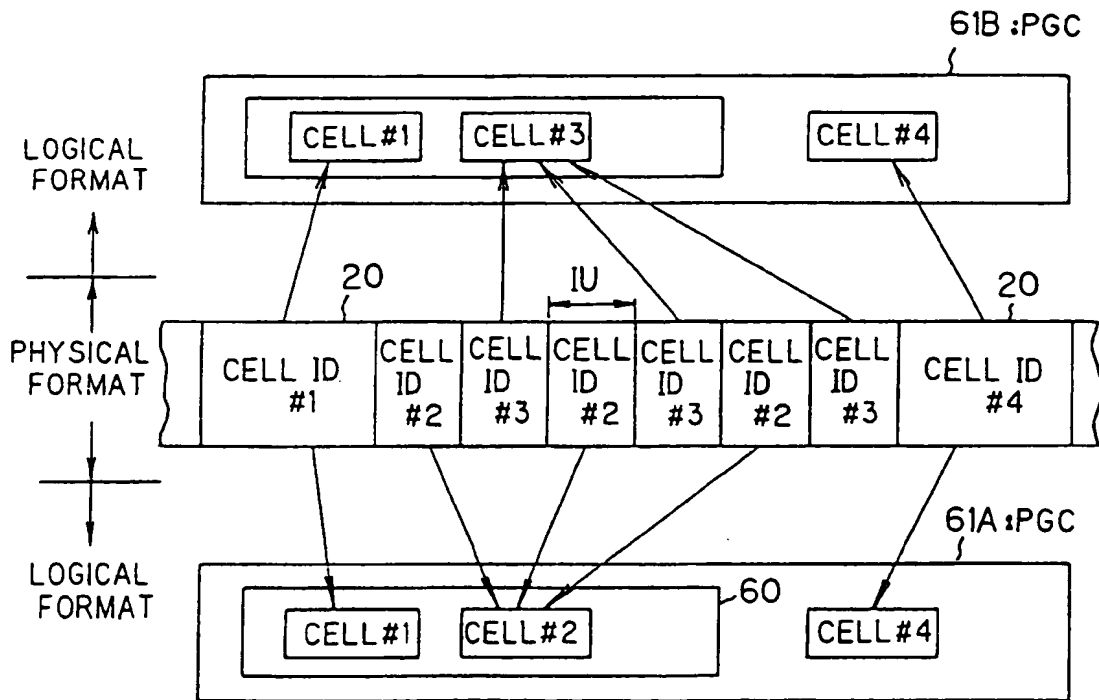 61B :PGC
CELL#1
CELL#3
CELL#4
LOGICAL
FORMAT
20
IU
20
PHYSICAL
FORMAT
CELL ID
#1
CELL
ID
#2
CELL
ID
#3
CELL
ID
#2
CELL
ID
#3
CELL
ID
#2
CELL
ID
#3
CELL ID
#4
61A :PGC
LOGICAL
FORMAT
60
CELL#1
CELL#2
CELL#4